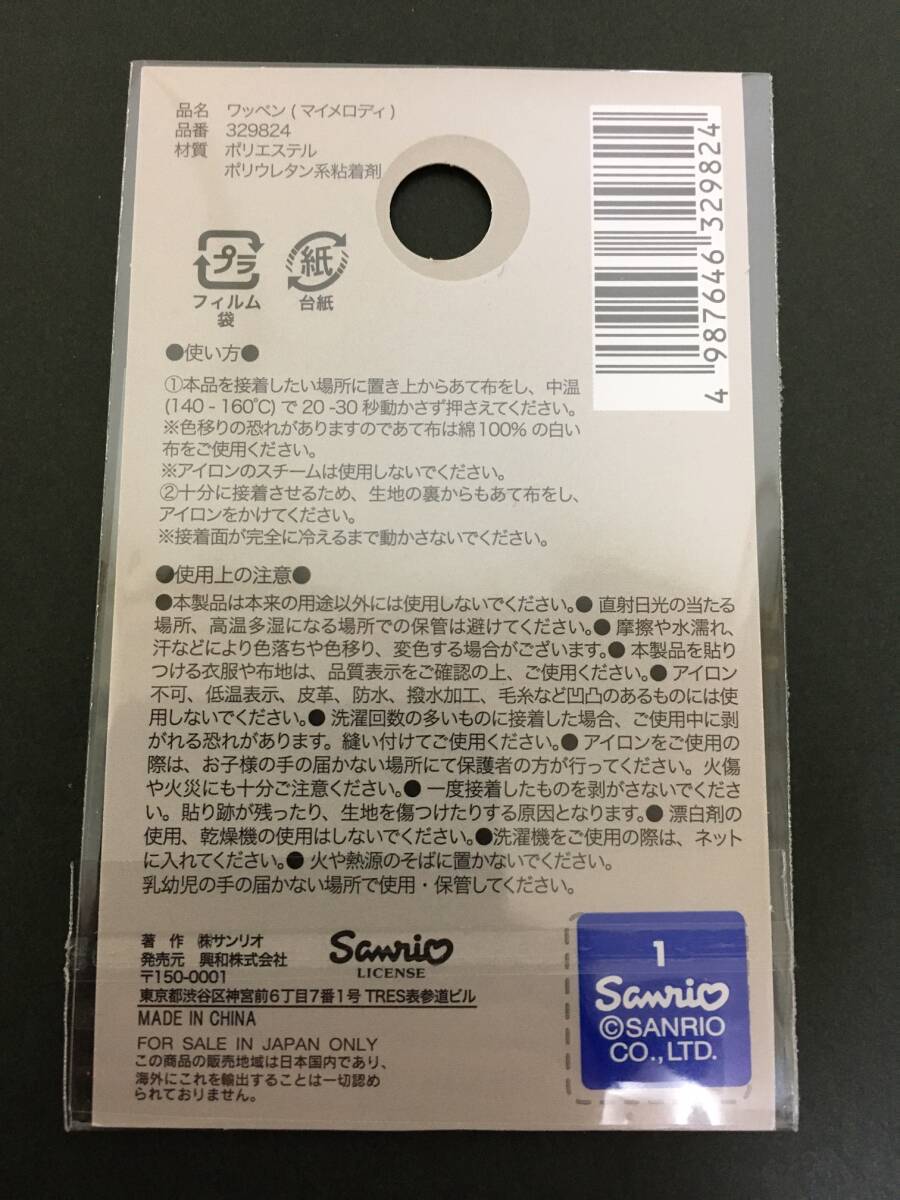 品名 ワッペン ( マイメロディ )
品番 329824
材質 ポリエステル
ポリウレタン系粘着剤
4 987646 329824
プラ
フィルム
袋
紙
台紙
●使い方●
①本品を接着したい場所に置き上からあて布をし、中温
(140 - 160℃) で 20 -30 秒動かさず押さえてください。
※色移りの恐れがありますのであて布は綿100% の白い
布をご使用ください。
※アイロンのスチームは使用しないでください。
②十分に接着させるため、生地の裏からもあて布をし、
アイロンをかけてください。
※接着面が完全に冷えるまで動かさないでください。
●使用上の注意●
●本製品は本来の用途以外には使用しないでください。● 直射日光の当たる
場所、高温多湿になる場所での保管は避けてください。● 摩擦や水濡れ、
汗などにより色落ちや色移り、変色する場合がございます。● 本製品を貼り
つける衣服や布地は、品質表示をご確認の上、ご使用ください。● アイロン
不可、低温表示、皮革、防水、撥水加工、毛糸など凹凸のあるものには使
用しないでください。● 洗濯回数の多いものに接着した場合、ご使用中に剥
がれる恐れがあります。縫い付けてご使用ください。● アイロンをご使用の
際は、お子様の手の届かない場所にて保護者の方が行ってください。火傷
や火災にも十分ご注意ください。● 一度接着したものを剥がさないでくださ
い。貼り跡が残ったり、生地を傷つけたりする原因となります。● 漂白剤の
使用、乾燥機の使用はしないでください。●洗濯機をご使用の際は、ネット
に入れてください。● 火や熱源のそばに置かないでください。
乳幼児の手の届かない場所で使用・保管してください。
著 作 ㈱サンリオ
発売元 興和株式会社
〒150-0001
東京都渋谷区神宮前6丁目7番1号 TRES表参道ビル
MADE IN CHINA
Sanrio
LICENSE
FOR SALE IN JAPAN ONLY
この商品の販売地域は日本国内であり、
海外にこれを輸出することは一切認め
られておりません。
1
Sanrio
©SANRIO
CO.,LTD.